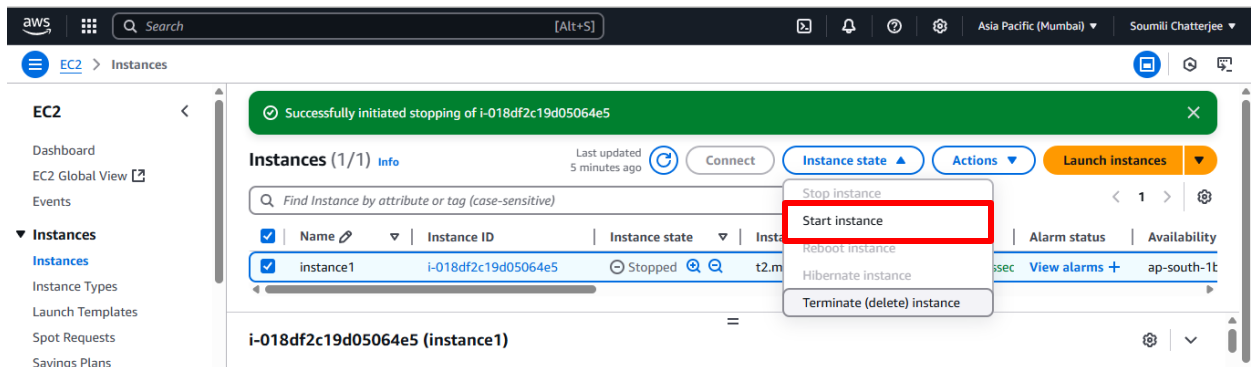 aws Search [Alt+S] Asia Pacific (Mumbai) Soumili Chatterjee
EC2 > Instances
EC2
Dashboard
EC2 Global View
Events
Instances
Instances
Instance Types
Launch Templates
Spot Requests
Savings Plans
Successfully initiated stopping of i-018df2c19d05064e5
Instances (1/1) Info
Last updated
5 minutes ago
Connect Instance state Actions Launch instances
Find Instance by attribute or tag (case-sensitive)
1
Stop instance
Start instance
Reboot instance
Hibernate instance
Terminate (delete) instance
Name Instance ID Instance state Alarm status Availability
instance1 i-018df2c19d05064e5 Stopped View alarms + ap-south-1b
i-018df2c19d05064e5 (instance1)